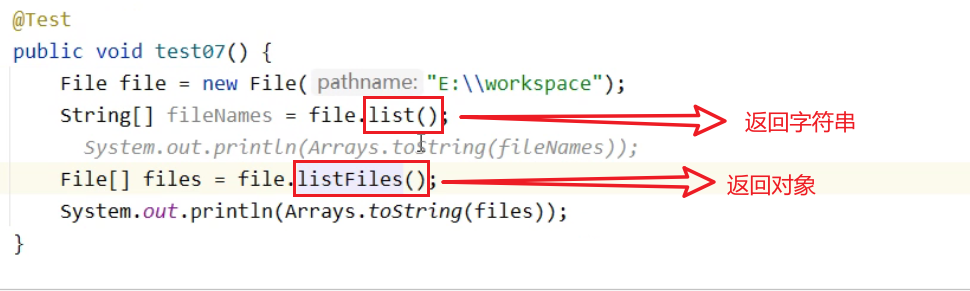 @Test
public void test07() {
File file = new File( pathname: "E:\\workspace");
String[] fileNames = file.list(); 返回字符串
System.out.println(Arrays.toString(fileNames));
File[] files = file.listFiles(); 返回对象
System.out.println(Arrays.toString(files));
}